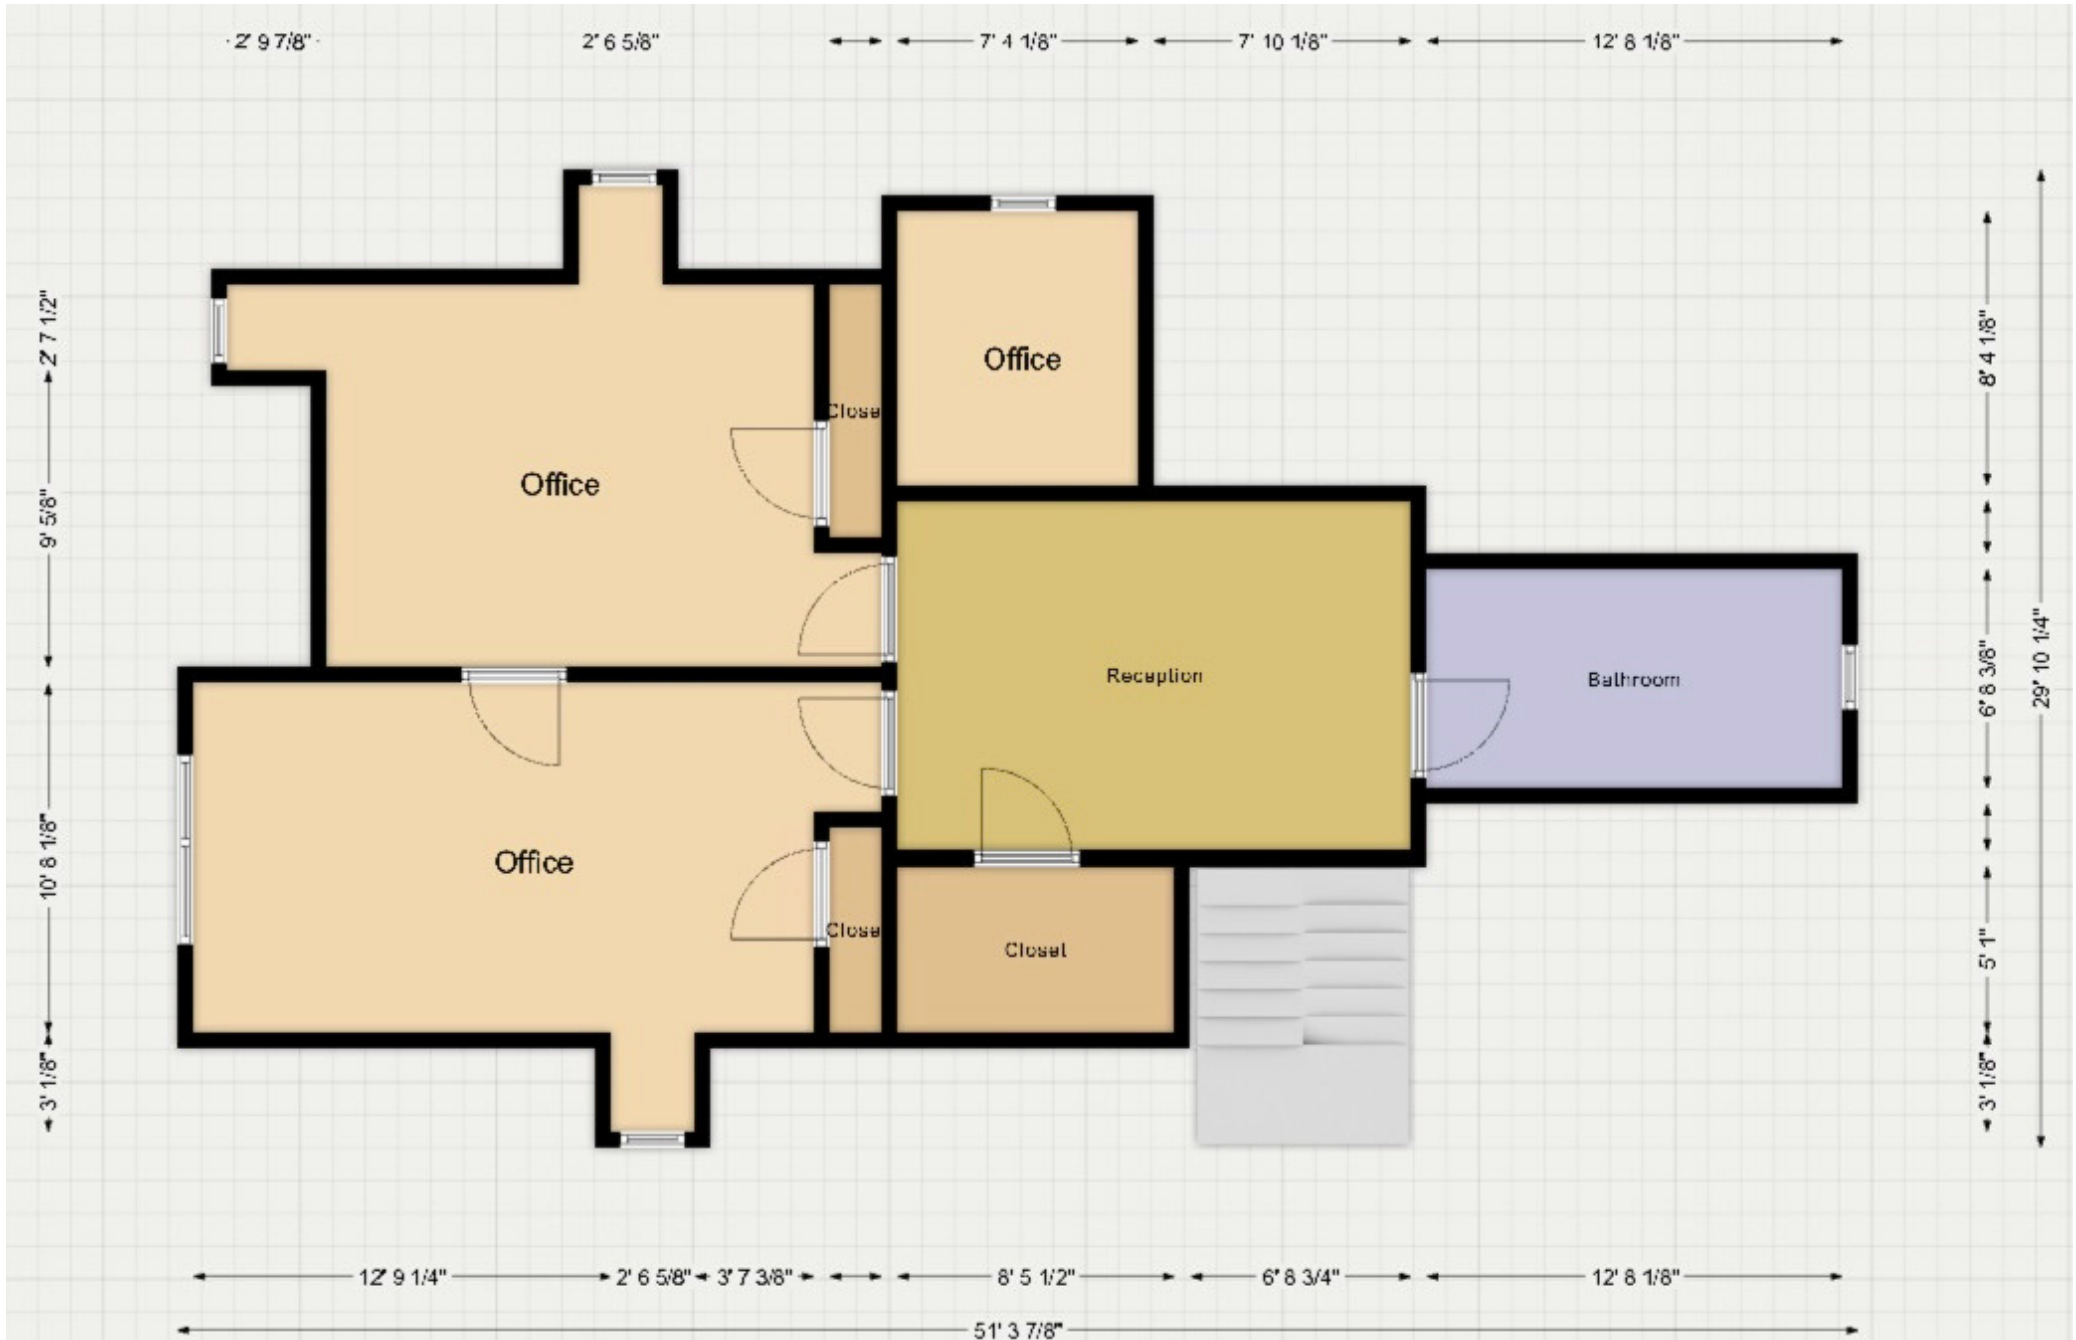 2' 9 7/8"
2' 6 5/8"
7' 4 1/8"
7' 10 1/8"
12' 8 1/8"
2' 7 1/2"
8' 4 1/8"
Office
Close
Office
9' 5/8"
29' 10 1/4"
6' 8 3/8"
Reception
Bathroom
10' 8 1/8"
Office
Close
Closet
5' 1"
3' 1/8"
3' 1/8"
12' 9 1/4"
2' 6 5/8"
3' 7 3/8"
8' 5 1/2"
6' 8 3/4"
12' 8 1/8"
51' 3 7/8"